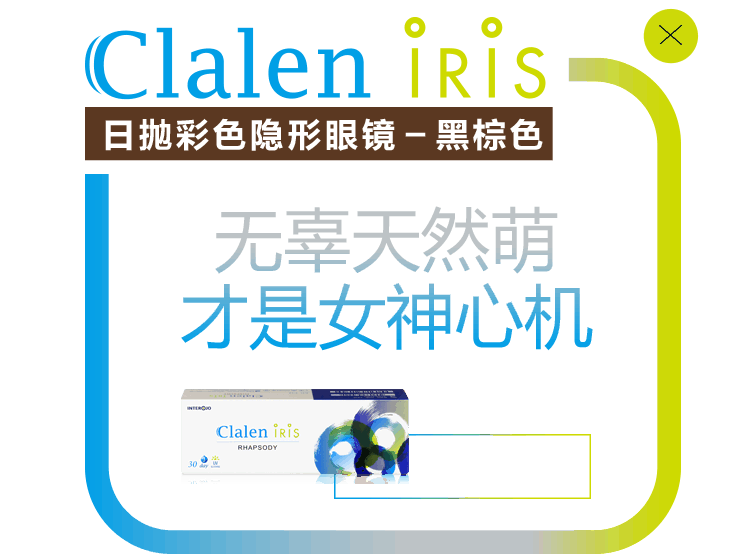 Clalen iRiS
日抛彩色隐形眼镜－黑棕色
无辜天然萌
才是女神心机
INTEROJO
Clalen iRiS
RHAPSODY
30 day